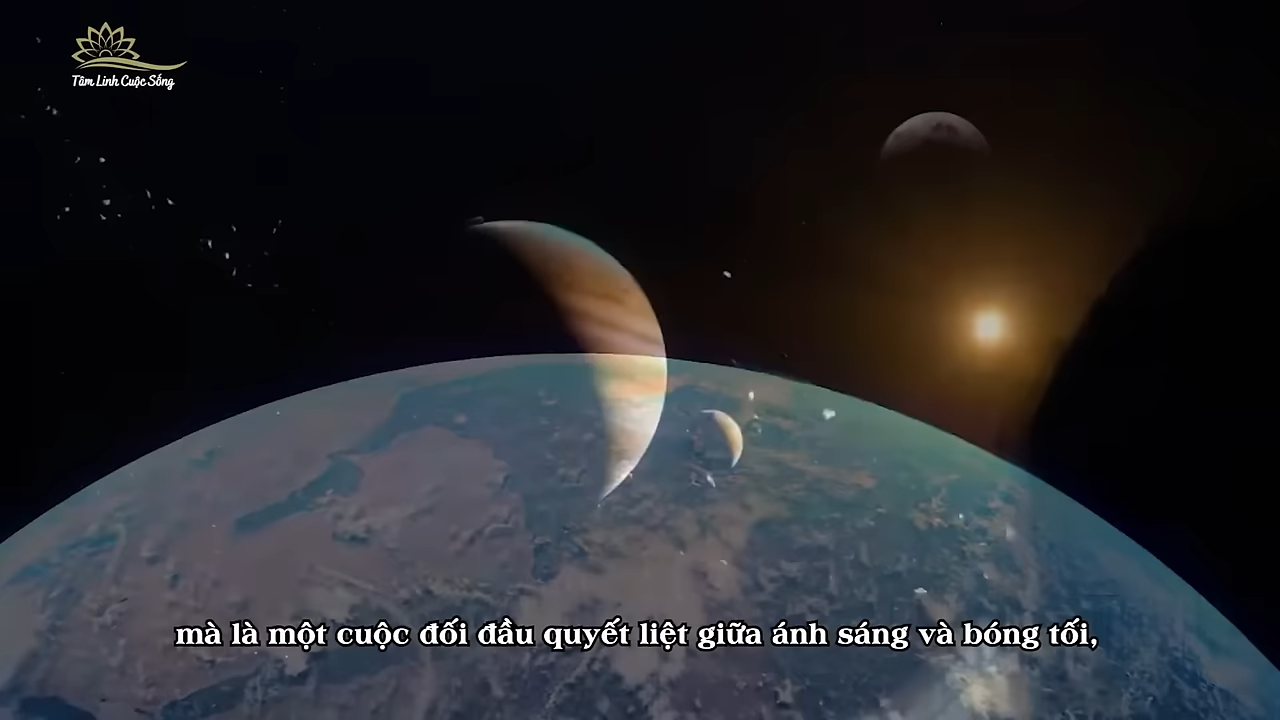 Tâm Linh Cuộc Sống
mà là một cuộc đối đầu quyết liệt giữa ánh sáng và bóng tối,